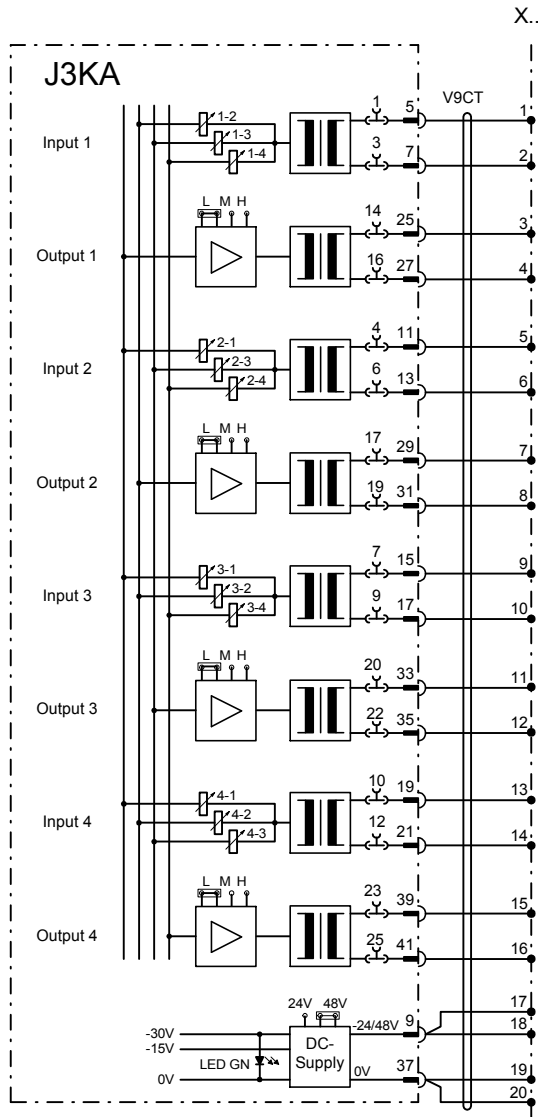 X..
J3KA
V9CT
1-2 1 5 1
Input 1 1-3
1-4 3 7 2
L M H
14 25 3
Output 1 16 27 4
2-1 4 11 5
Input 2 2-3
2-4 6 13 6
L M H
17 29 7
Output 2 19 31 8
3-1 7 15 9
Input 3 3-2
3-4 9 17 10
L M H
20 33 11
Output 3 22 35 12
4-1 10 19 13
Input 4 4-2
4-3 12 21 14
L M H
23 39 15
Output 4 25 41 16
24V 48V 17
-30V -24/48V 9 18
-15V DC-
LED GN Supply
0V 0V 37 19
20